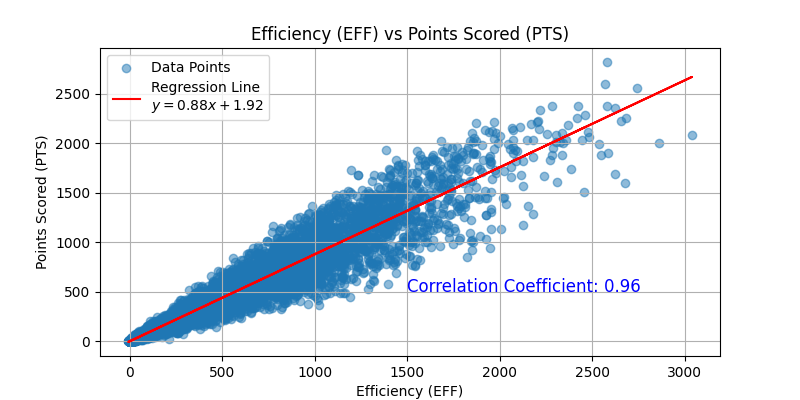 Efficiency (EFF) vs Points Scored (PTS)
Data Points
Regression Line
y = 0.88x + 1.92
Points Scored (PTS)
2500
2000
1500
1000
500
0
Correlation Coefficient: 0.96
0 500 1000 1500 2000 2500 3000
Efficiency (EFF)